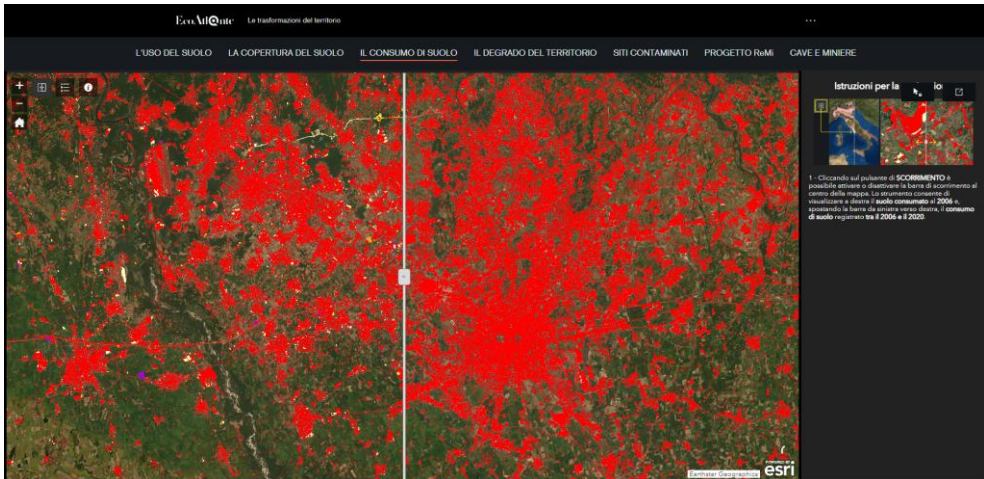 EcoAtl@nte Le trasformazioni del territorio
L'USO DEL SUOLO LA COPERTURA DEL SUOLO IL CONSUMO DI SUOLO IL DEGRADO DEL TERRITORIO SITI CONTAMINATI PROGETTO ReMi CAVE E MINIERE
Istruzioni per la
1 - Cliccando sul pulsante di SCORRIMENTO è
possibile attivare o disattivare la barra di scorrimento al
centro della mappa. Lo strumento consente di
visualizzare a destra il suolo consumato al 2006 e,
spostando la barra da sinistra verso destra, il consumo
di suolo registrato tra il 2006 e il 2020.
POWERED BY
esri
Earthstar Geographics